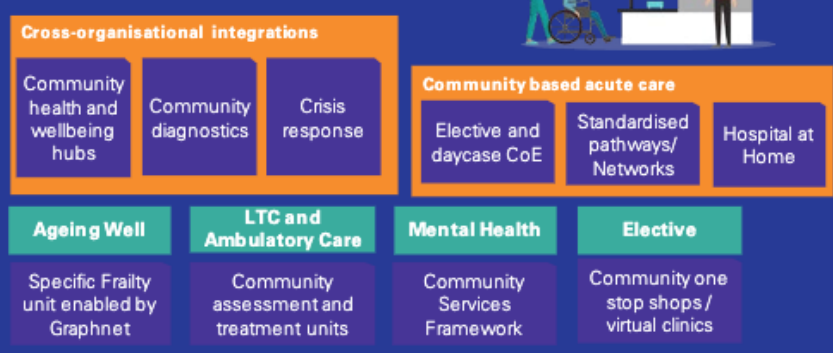 Cross-organisational integrations
Community
health and
wellbeing
hubs
Community
diagnostics
Crisis
response
Community based acute care
Elective and
daycase CoE
Standardised
pathways/
Networks
Hospital at
Home
Ageing Well
LTC and
Ambulatory Care
Mental Health
Elective
Specific Frailty
unit enabled by
Graphnet
Community
assessment and
treatment units
Community
Services
Framework
Community one
stop shops /
virtual clinics